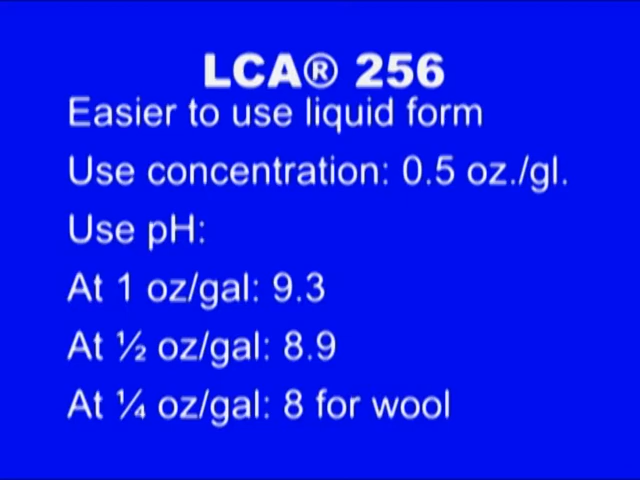 LCA® 256
Easier to use liquid form
Use concentration: 0.5 oz./gl.
Use pH:
At 1 oz/gal: 9.3
At ½ oz/gal: 8.9
At ¼ oz/gal: 8 for wool